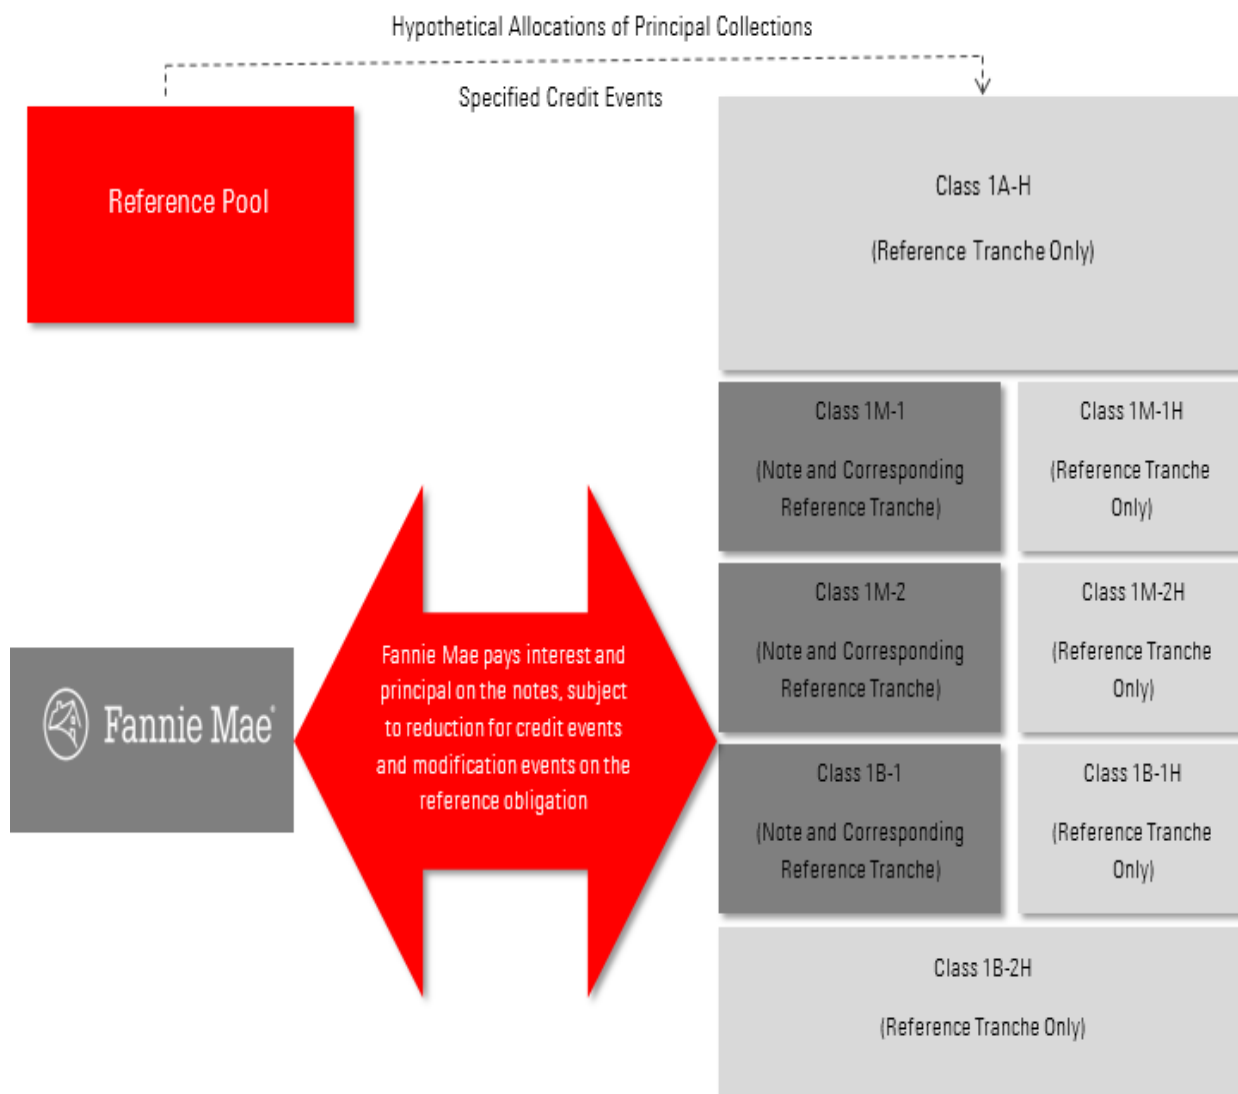 Hypothetical Allocations of Principal Collections
Specified Credit Events
Reference Pool
Class 1A-H
(Reference Tranche Only)
Class 1M-1
(Note and Corresponding
Reference Tranche)
Class 1M-1H
(Reference Tranche
Only)
Class 1M-2
(Note and Corresponding
Reference Tranche)
Class 1M-2H
(Reference Tranche
Only)
Fannie Mae®
Fannie Mae pays interest and
principal on the notes, subject
to reduction for credit events
and modification events on the
reference obligation
Class 1B-1
(Note and Corresponding
Reference Tranche)
Class 1B-1H
(Reference Tranche
Only)
Class 1B-2H
(Reference Tranche Only)